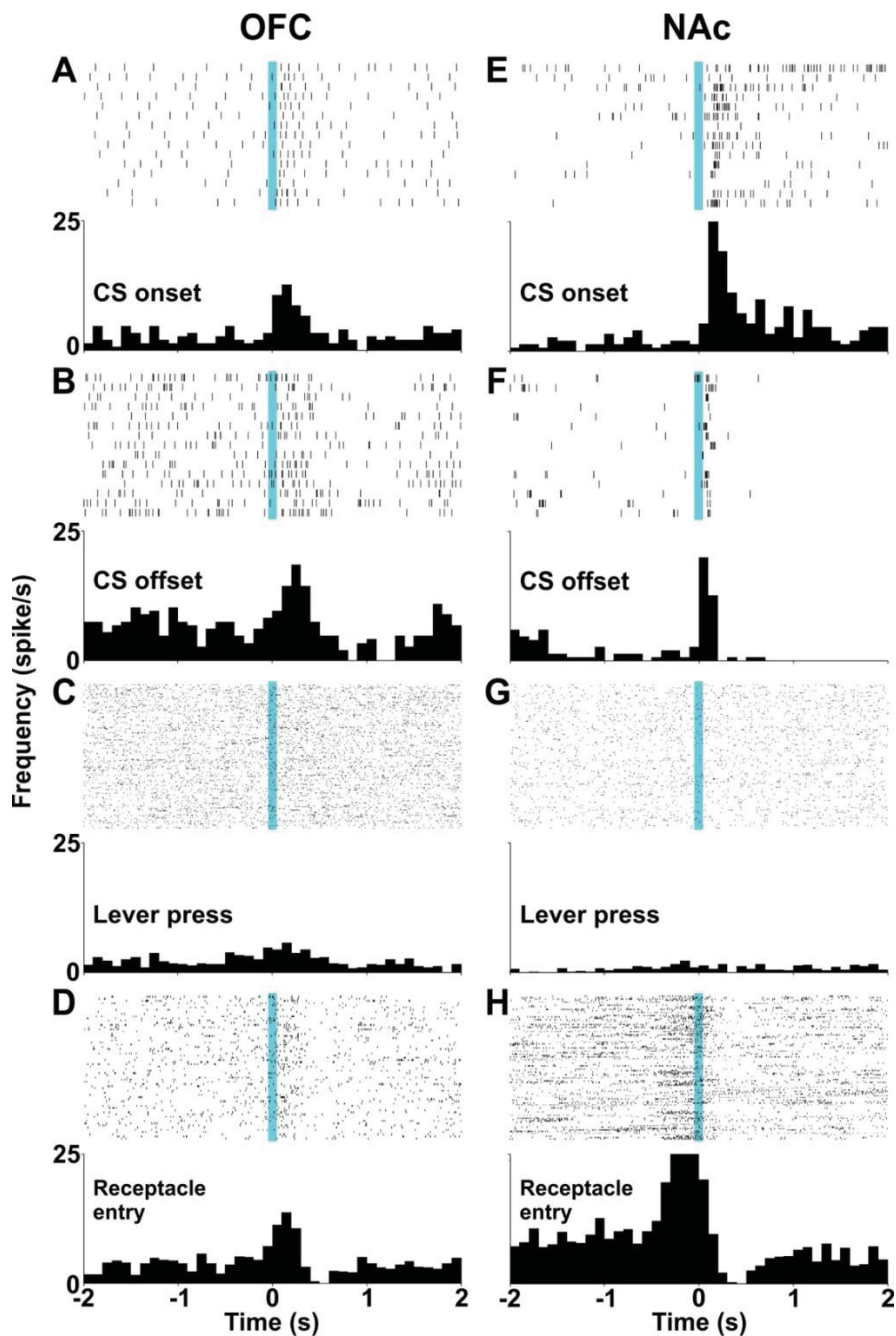 OFC
NAc
A
E
25
CS onset
0
CS onset
B
F
25
CS offset
0
CS offset
Frequency (spike/s)
C
G
25
Lever press
0
Lever press
D
H
25
Receptacle
entry
0
Receptacle
entry
-2 -1 0 1 2
-2 -1 0 1 2
Time (s)
Time (s)